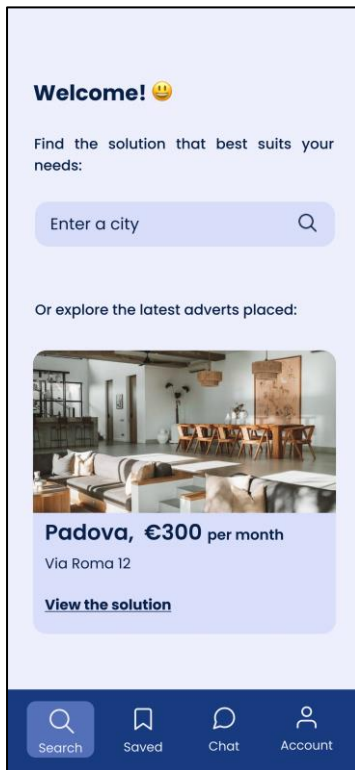 Welcome! 😃
Find the solution that best suits your
needs:
Enter a city
Or explore the latest adverts placed:
Padova, €300 per month
Via Roma 12
View the solution
Search Saved Chat Account